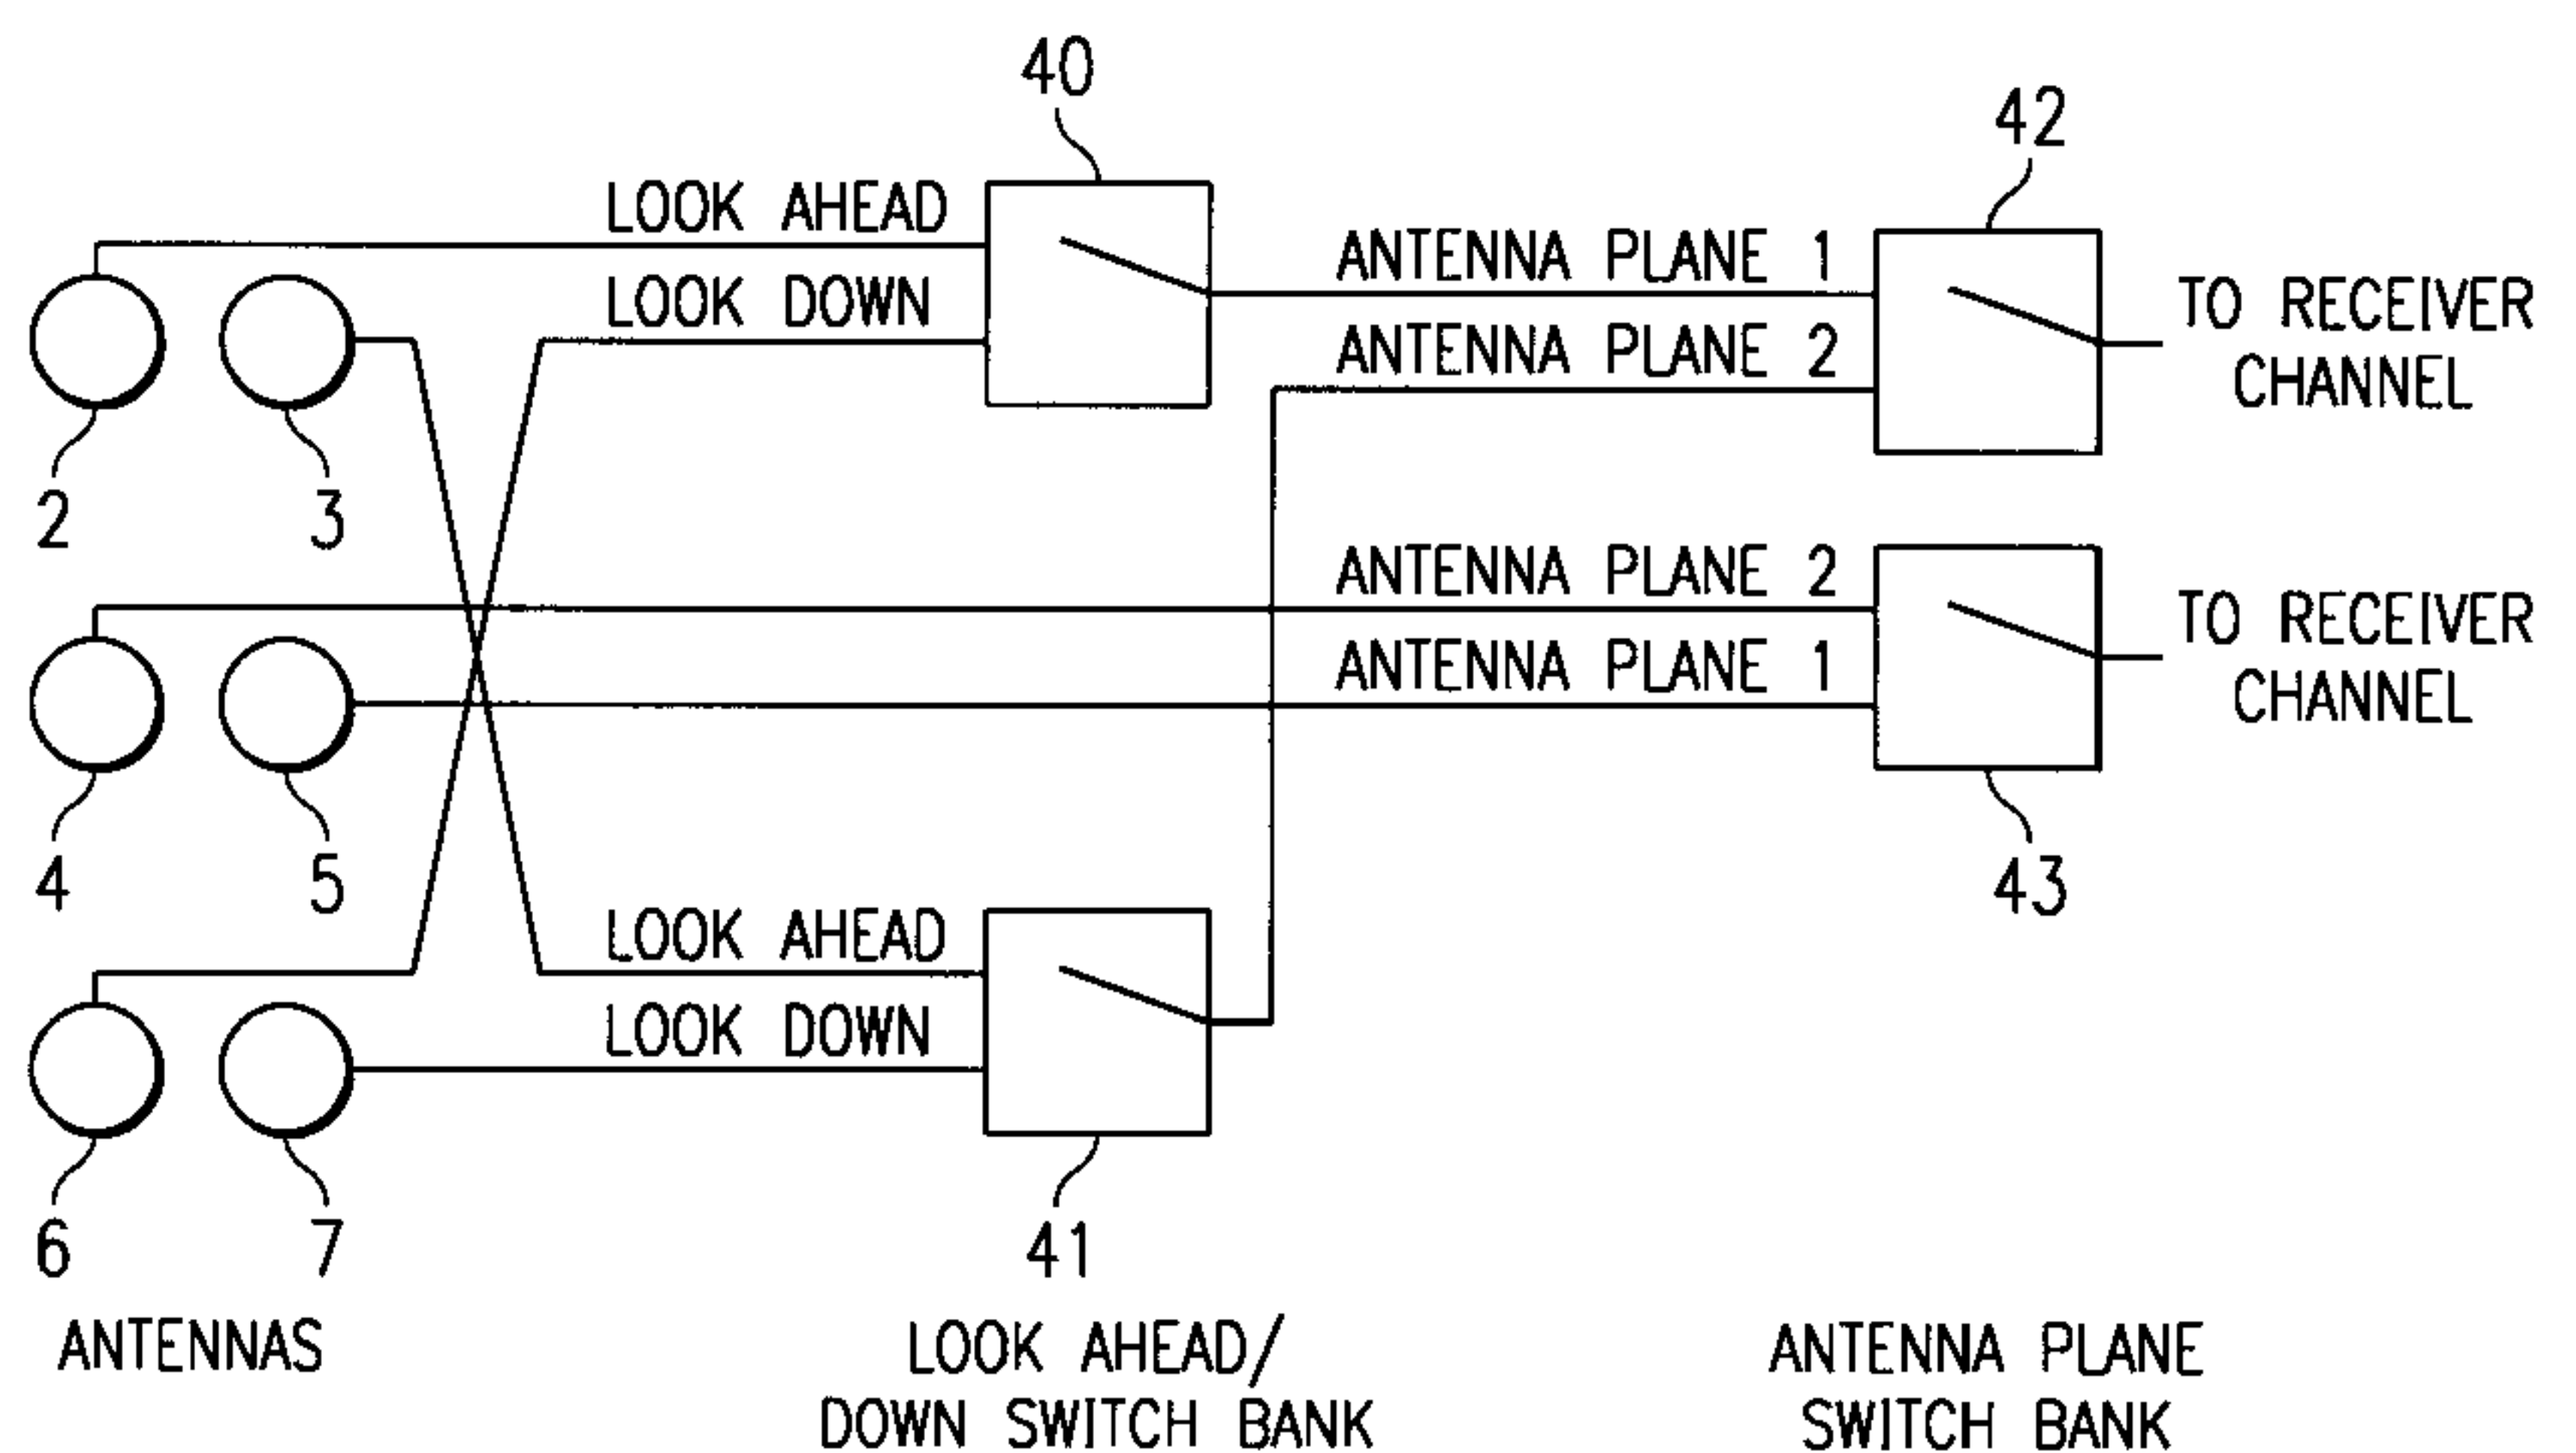 40
42
LOOK AHEAD
LOOK DOWN
ANTENNA PLANE 1
ANTENNA PLANE 2
TO RECEIVER
CHANNEL
2
3
ANTENNA PLANE 2
ANTENNA PLANE 1
TO RECEIVER
CHANNEL
4
5
43
LOOK AHEAD
LOOK DOWN
6
7
41
ANTENNAS
LOOK AHEAD/
DOWN SWITCH BANK
ANTENNA PLANE
SWITCH BANK